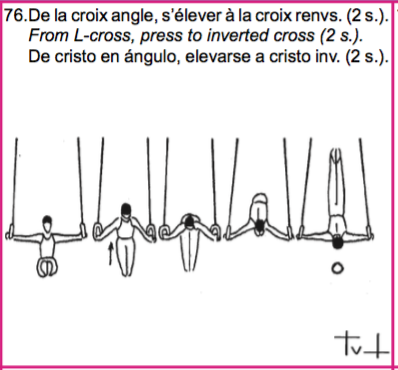 76.De la croix angle, s'élever à la croix renvs. (2 s.).
From L-cross, press to inverted cross (2 s.).
De cristo en ángulo, elevarse a cristo inv. (2 s.).